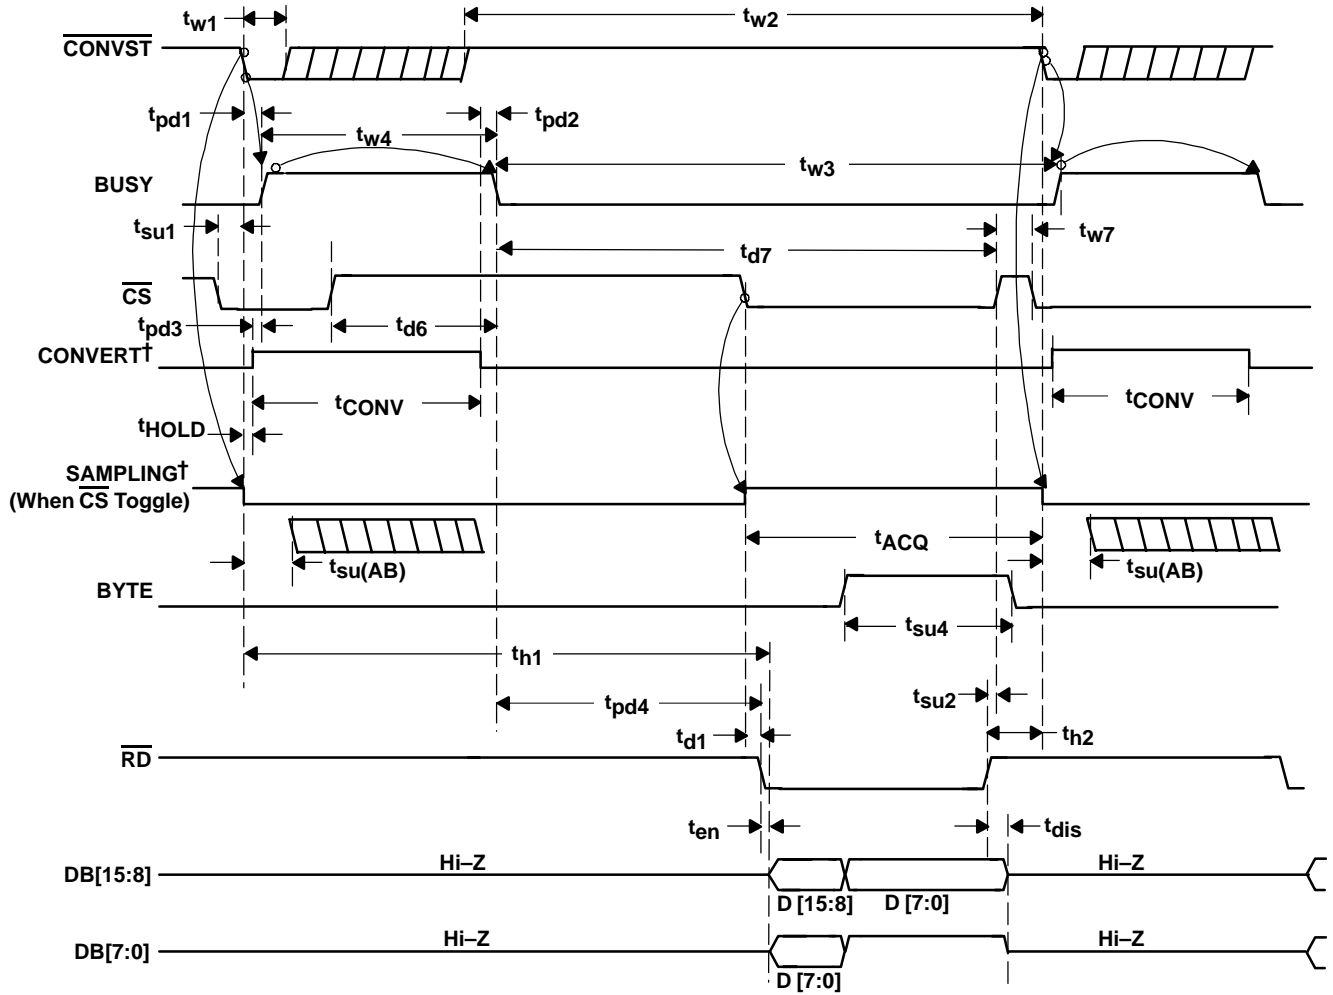 tw1
tw2
CONVST
tpd1
tw4
tpd2
tw3
BUSY
tsu1
tw7
td7
CS
tpd3
td6
CONVERT†
tCONV
tCONV
tHOLD
SAMPLING†
(When CS Toggle)
tACQ
tsu(AB)
tsu(AB)
BYTE
tsu4
th1
tpd4
tsu2
td1
th2
RD
ten
tdis
Hi–Z
Hi–Z
DB[15:8]
D [15:8]
D [7:0]
Hi–Z
Hi–Z
DB[7:0]
D [7:0]